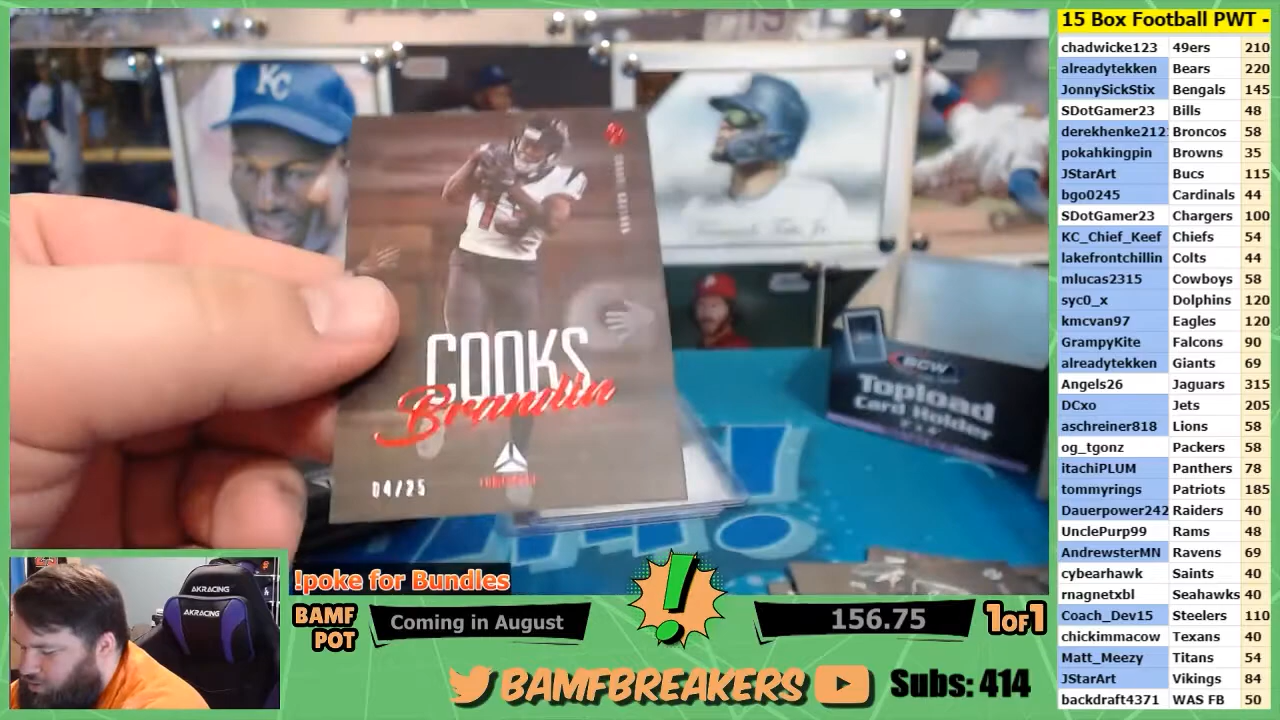 15 Box Football PWT -
chadwicke123 49ers 210
alreadytekken Bears 220
JonnySickStix Bengals 145
SDotGamer23 Bills 48
derekhenke212 Broncos 58
pokahkingpin Browns 35
JStarArt Bucs 115
bgo0245 Cardinals 44
SDotGamer23 Chargers 100
KC_Chief_Keef Chiefs 54
lakefrontchillin Colts 44
mlucas2315 Cowboys 58
syc0_x Dolphins 120
kmcvan97 Eagles 120
GrampyKite Falcons 90
alreadytekken Giants 69
Angels26 Jaguars 315
DCxo Jets 205
aschreiner818 Lions 58
og_tgonz Packers 58
itachiPLUM Panthers 78
tommyrings Patriots 185
Dauerpower242 Raiders 40
UnclePurp99 Rams 48
AndrewsterMN Ravens 69
cybearhawk Saints 40
rnagnetxbl Seahawks 40
Coach_Dev15 Steelers 110
chickimmacow Texans 40
Matt_Meezy Titans 54
JStarArt Vikings 84
backdraft4371 WAS FB 50
KC
COOKS
Brandin
04/25
BCW
Topload
Card Holder
AKRACING
AKRACING
!poke for Bundles
BAMF
POT
Coming in August
!
156.75
1OF1
BAMFBREAKERS
Subs: 414